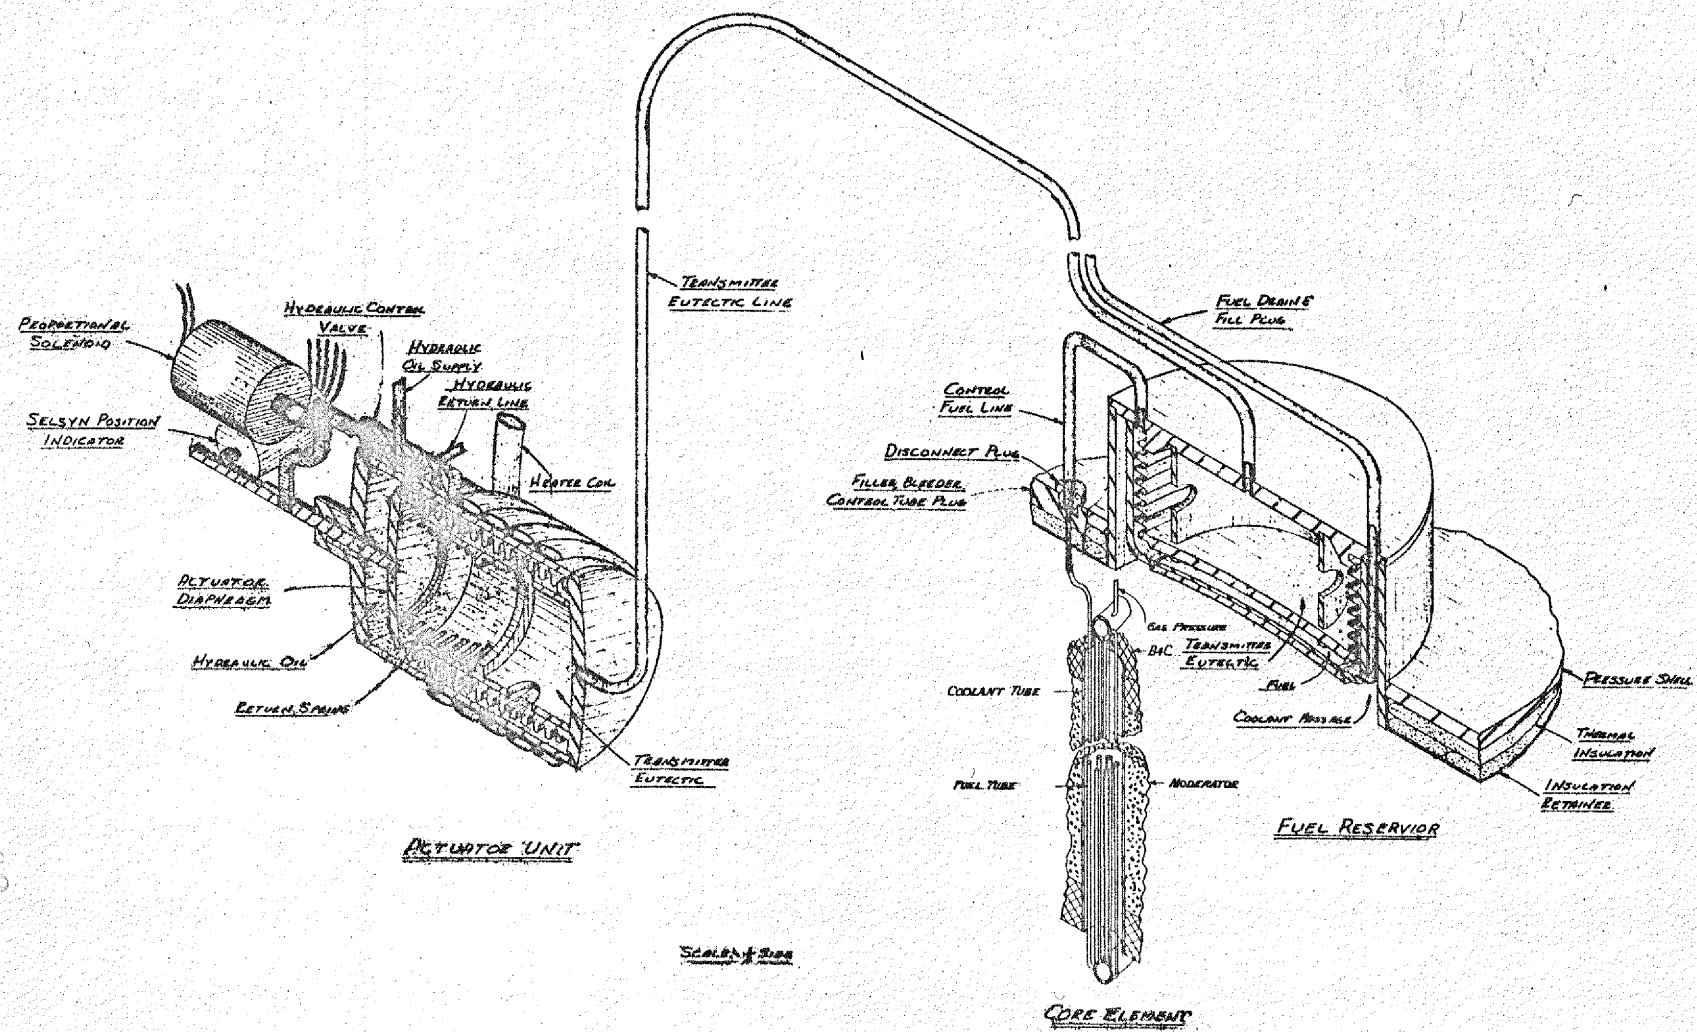 PROPORTIONAL
SOLENOID
HYDRAULIC CONTROL
VALVE
HYDRAULIC
OIL SUPPLY
HYDRAULIC
RETURN LINE
SELSYN POSITION
INDICATOR
HEATER COIL
TRANSMITTER
EUTECTIC LINE
ACTUATOR
DIAPHRAGM
HYDRAULIC OIL
RETURN SPRING
TRANSMITTER
EUTECTIC
ACTUATOR UNIT
FUEL DRAIN &
FILL PLUG
CONTROL
FUEL LINE
DISCONNECT PLUG
FILLER BLEEDER
CONTROL TUBE PLUG
GAS PRESSURE
B4C
TRANSMITTER
EUTECTIC
FUEL
COOLANT PASSAGE
PRESSURE SHELL
THERMAL
INSULATION
INSULATION
RETAINER
FUEL RESERVIOR
COOLANT TUBE
FUEL TUBE
MODERATOR
CORE ELEMENT
SCALE